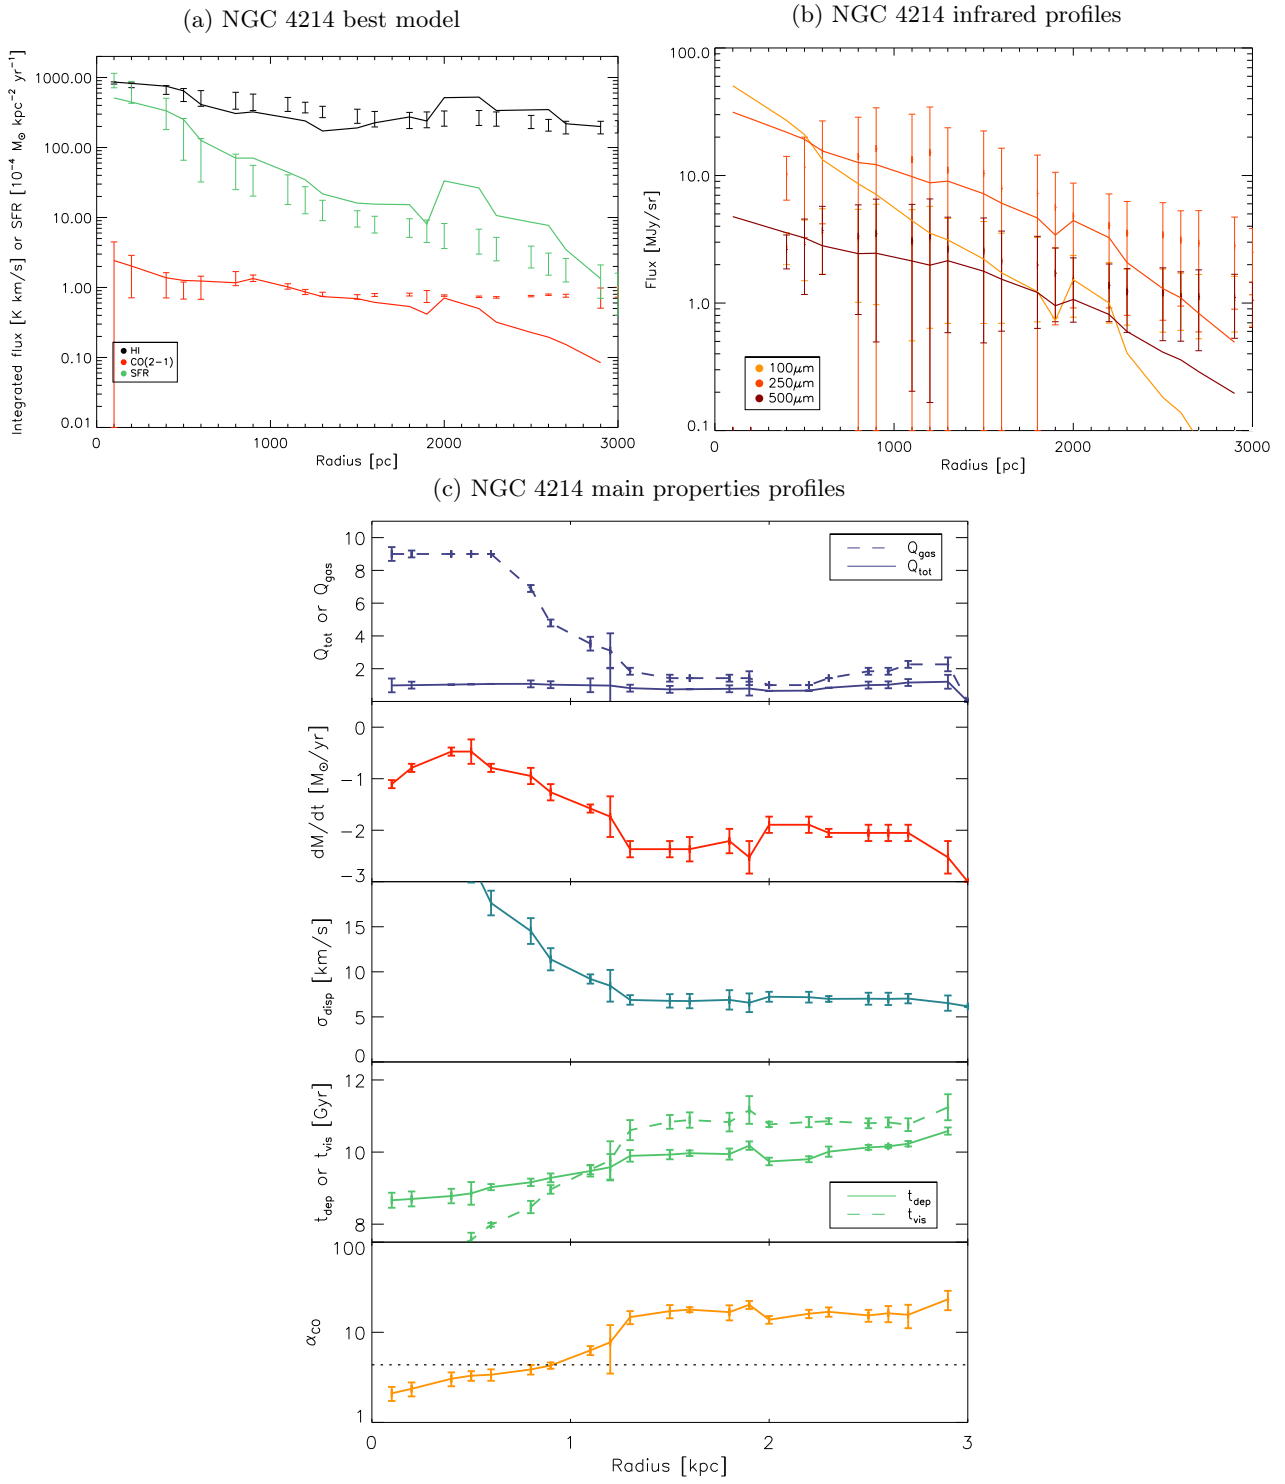 (a) NGC 4214 best model
Integrated flux [K km/s] or SFR [10⁻⁴ M⊙ kpc⁻² yr⁻¹]
1000.00
100.00
10.00
1.00
0.10
0.01
HI
CO(2−1)
SFR
0 1000 2000 3000
Radius [pc]
(b) NGC 4214 infrared profiles
Flux [MJy/sr]
100.0
10.0
1.0
0.1
100μm
250μm
500μm
0 1000 2000 3000
Radius [pc]
(c) NGC 4214 main properties profiles
Q_tot or Q_gas
10
8
6
4
2
Q_gas
Q_tot
dM/dt [M⊙/yr]
0
−1
−2
−3
σ_disp [km/s]
15
10
5
0
t_dep or t_vis [Gyr]
12
10
8
t_dep
t_vis
α_CO
100
10
1
0 1 2 3
Radius [kpc]